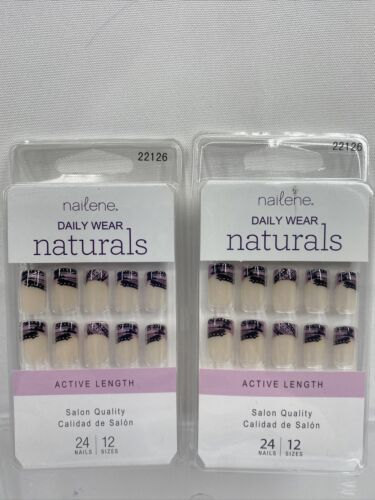 22126
nailene.
DAILY WEAR
naturals
ACTIVE LENGTH
Salon Quality
Calidad de Salón
24 | 12
NAILS | SIZES
22126
nailene.
DAILY WEAR
naturals
ACTIVE LENGTH
Salon Quality
Calidad de Salón
24 | 12
NAILS | SIZES